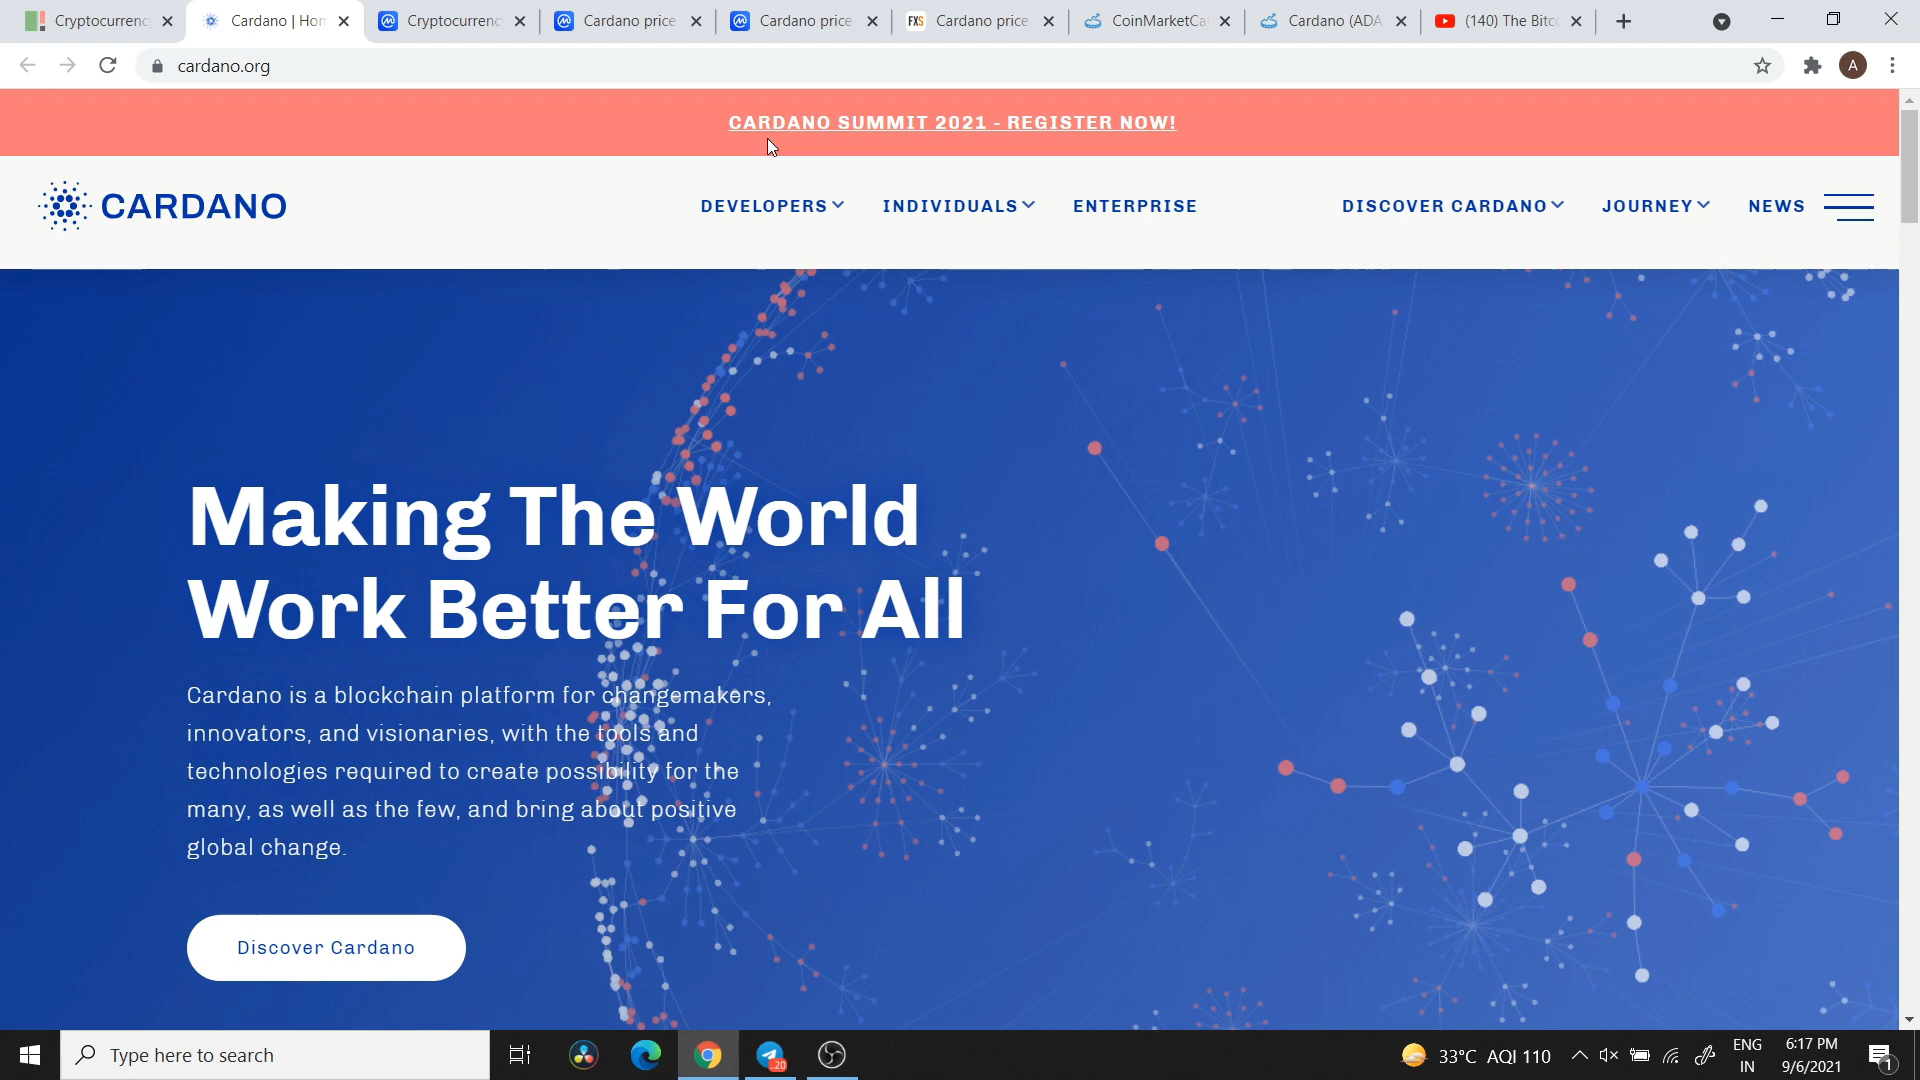 Cryptocurrenc
Cardano | Hom
Cryptocurrenc
Cardano price
Cardano price
FXS
Cardano price
CoinMarketCa
Cardano (ADA
(140) The Bitco
cardano.org
A
CARDANO SUMMIT 2021 - REGISTER NOW!
CARDANO
DEVELOPERS
INDIVIDUALS
ENTERPRISE
DISCOVER CARDANO
JOURNEY
NEWS
Making The World
Work Better For All
Cardano is a blockchain platform for changemakers,
innovators, and visionaries, with the tools and
technologies required to create possibility for the
many, as well as the few, and bring about positive
global change.
Discover Cardano
Type here to search
20
33°C AQI 110
ENG
IN
6:17 PM
9/6/2021
1